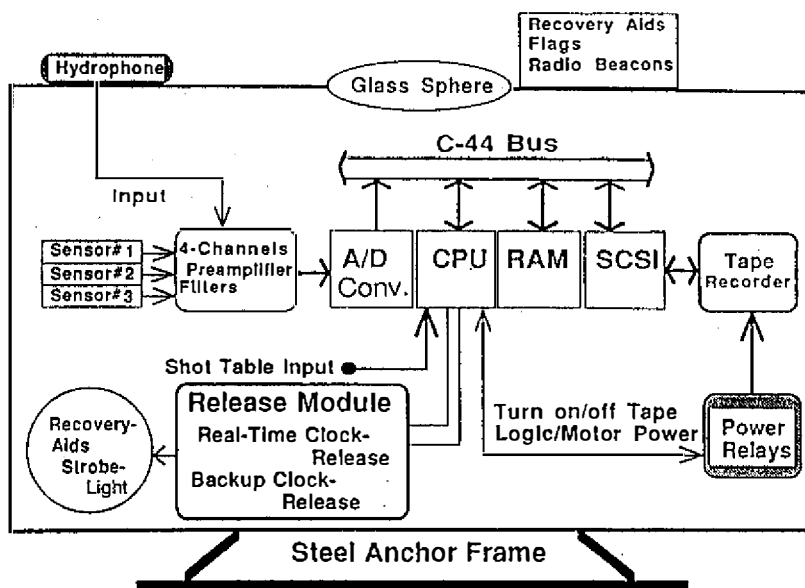 Recovery Aids
Flags
Radio Beacons
Hydrophone
Glass Sphere
C-44 Bus
Input
Sensor#1
Sensor#2
Sensor#3
4-Channels
Preamplifier
Filters
A/D
Conv.
CPU
RAM
SCSI
Tape
Recorder
Shot Table Input
Release Module
Real-Time Clock-
Release
Backup Clock-
Release
Recovery-
Aids
Strobe-
Light
Turn on/off Tape
Logic/Motor Power
Power
Relays
Steel Anchor Frame